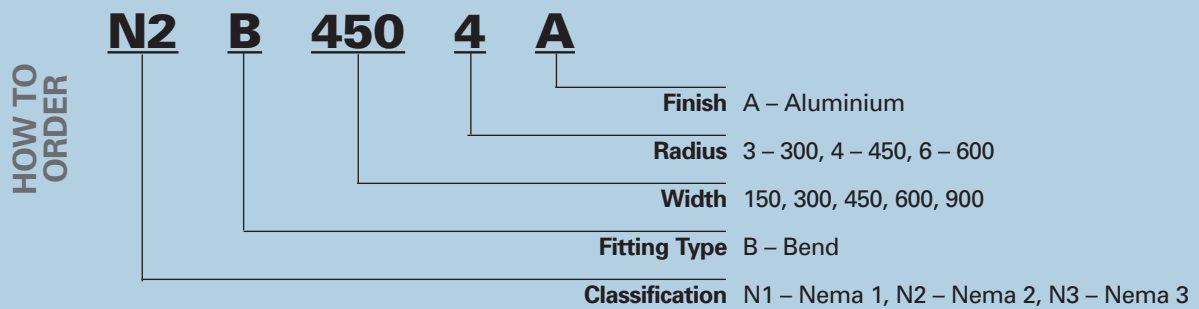 HOW TO
ORDER
N2 B 450 4 A
Finish A – Aluminium
Radius 3 – 300, 4 – 450, 6 – 600
Width 150, 300, 450, 600, 900
Fitting Type B – Bend
Classification N1 – Nema 1, N2 – Nema 2, N3 – Nema 3